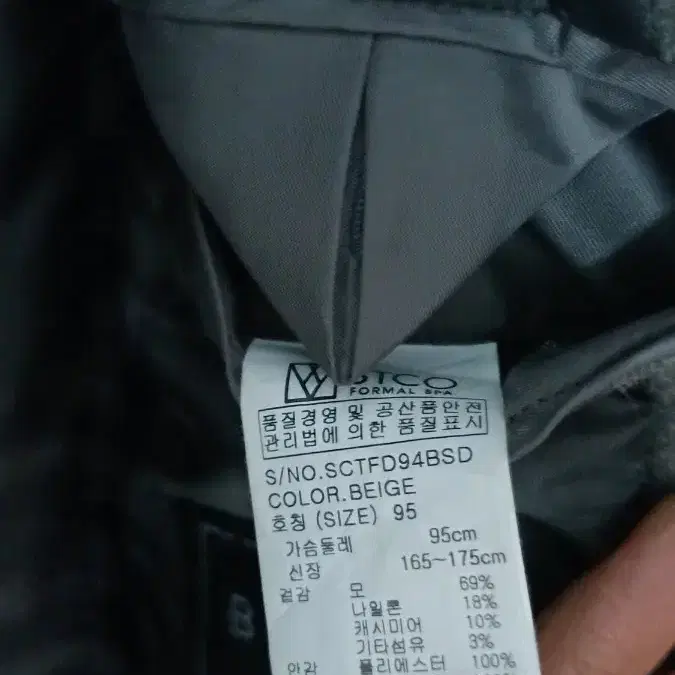 STCO
FORMAL SPA
품질경영 및 공산품안전
관리법에 의한 품질표시
S/NO.SCTFD94BSD
COLOR.BEIGE
호칭 (SIZE) 95
가슴둘레 95cm
신장 165~175cm
겉감 모 69%
나일론 18%
캐시미어 10%
기타섬유 3%
안감 폴리에스터 100%